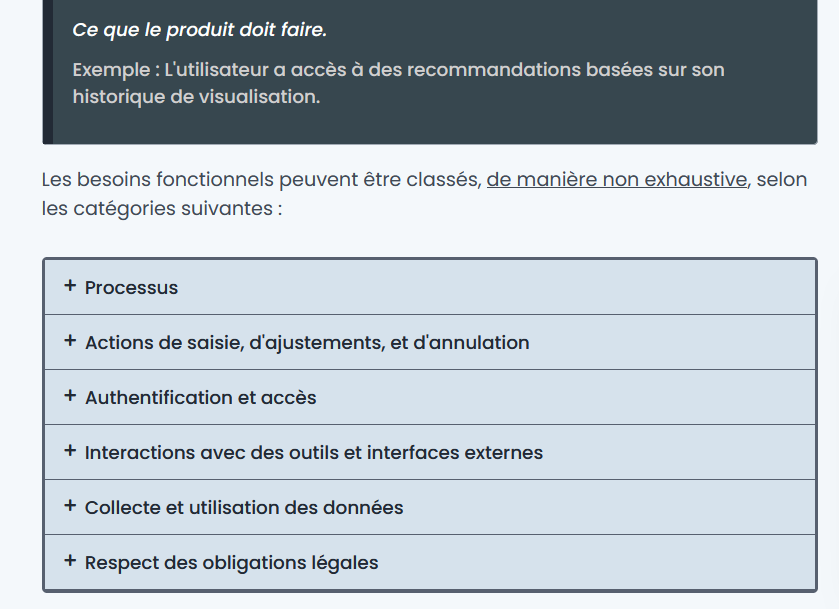 Ce que le produit doit faire.
Exemple : L'utilisateur a accès à des recommandations basées sur son
historique de visualisation.
Les besoins fonctionnels peuvent être classés, de manière non exhaustive, selon
les catégories suivantes :
+ Processus
+ Actions de saisie, d'ajustements, et d'annulation
+ Authentification et accès
+ Interactions avec des outils et interfaces externes
+ Collecte et utilisation des données
+ Respect des obligations légales